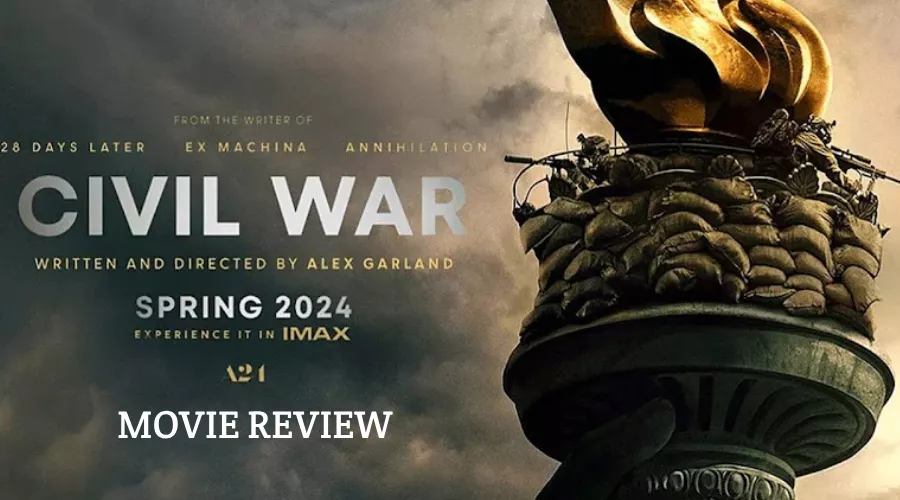 FROM THE WRITER OF
28 DAYS LATER EX MACHINA ANNIHILATION
CIVIL WAR
WRITTEN AND DIRECTED BY ALEX GARLAND
SPRING 2024
EXPERIENCE IT IN IMAX
A24
MOVIE REVIEW